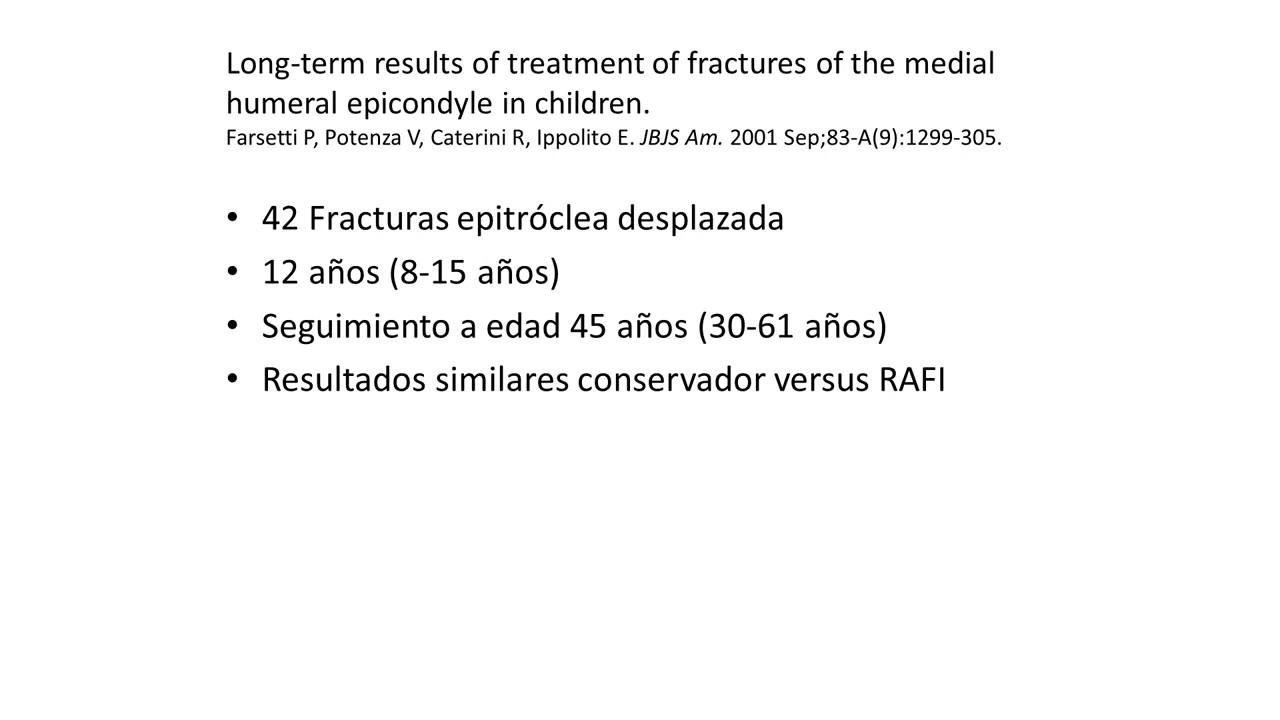 Long-term results of treatment of fractures of the medial
humeral epicondyle in children.
Farsetti P, Potenza V, Caterini R, Ippolito E. JBJS Am. 2001 Sep;83-A(9):1299-305.
• 42 Fracturas epitróclea desplazada
• 12 años (8-15 años)
• Seguimiento a edad 45 años (30-61 años)
• Resultados similares conservador versus RAFI